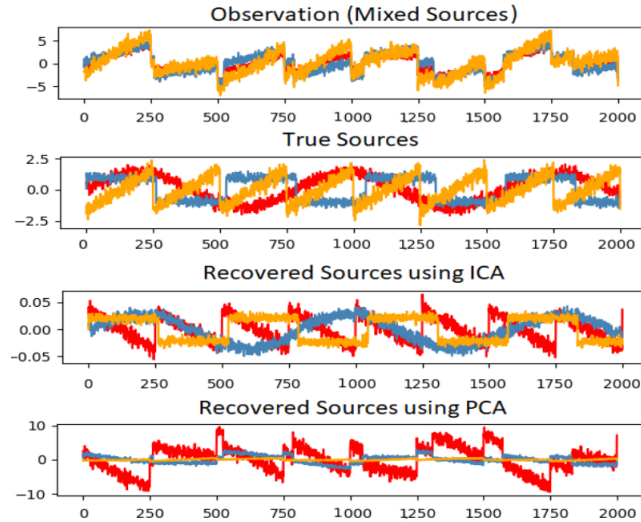 Observation (Mixed Sources)
5
0
−5
0 250 500 750 1000 1250 1500 1750 2000
True Sources
2.5
0.0
−2.5
0 250 500 750 1000 1250 1500 1750 2000
Recovered Sources using ICA
0.05
0.00
−0.05
0 250 500 750 1000 1250 1500 1750 2000
Recovered Sources using PCA
10
0
−10
0 250 500 750 1000 1250 1500 1750 2000